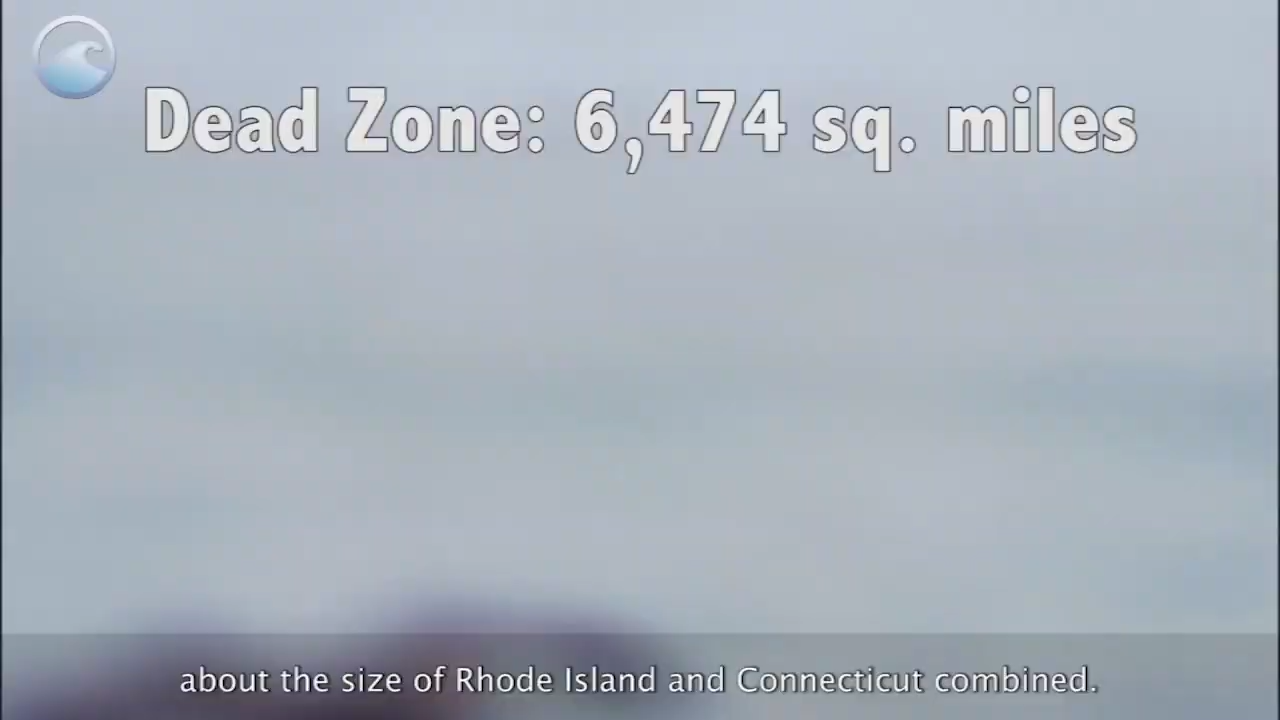 Dead Zone: 6,474 sq. miles
about the size of Rhode Island and Connecticut combined.